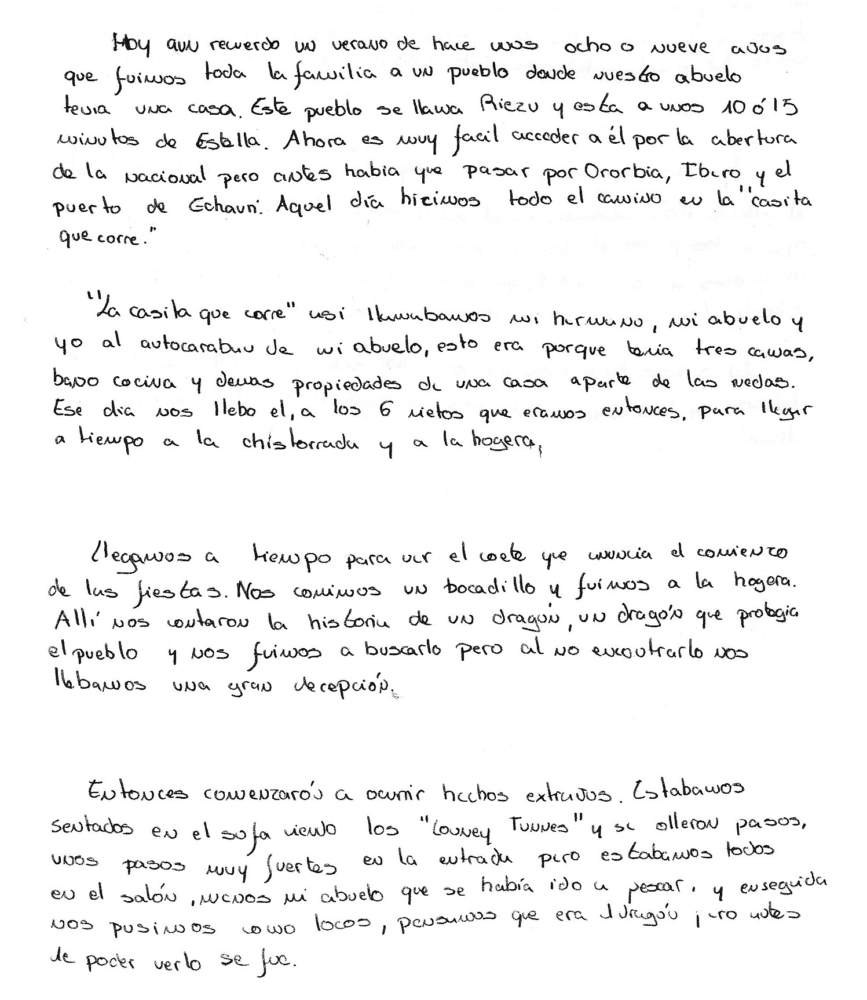 Hoy aun recuerdo un verano de hace unos ocho o nueve años
que fuimos toda la familia a un pueblo donde nuestro abuelo
tenia una casa. Este pueblo se llama Riezu y esta a unos 10 ó 15
minutos de Estella. Ahora es muy facil acceder a él por la abertura
de la nacional pero antes habia que pasar por Ororbia, Ibero y el
puerto de Echauri. Aquel día hicimos todo el camino en la "casita
que corre."
"La casita que corre" asi llamabamos mi hermano, mi abuelo y
yo al autocaraban de mi abuelo, esto era porque tenia tres camas,
baño cocina y demas propiedades de una casa aparte de las ruedas.
Ese dia nos llebo el, a los 6 nietos que eramos entonces, para llegar
a tiempo a la chistorrada y a la hogera,
Llegamos a tiempo para ver el coete que anuncia el comienzo
de las fiestas. Nos comimos un bocadillo y fuímos a la hogera.
Allí nos contaron la historia de un dragón, un dragón que protegia
el pueblo y nos fuimos a buscarlo pero al no encontrarlo nos
llebamos una gran decepción.
Entonces comenzarón a ocurrir hechos extraños. Estabamos
sentados en el sofa viendo los "Louney Tunnes" y se olleron pasos,
unos pasos muy fuertes en la entrada pero estabamos todos
en el salón, menos mi abuelo que se había ido a pescar, y enseguida
nos pusimos como locos, pensamos que era el dragón pero antes
de poder verlo se fue.